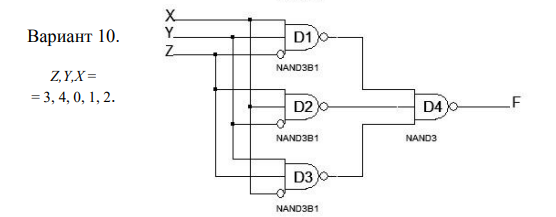 X
Y
Z
Вариант 10.
Z,Y,X =
= 3, 4, 0, 1, 2.
D1
NAND3B1
D2
NAND3B1
D3
NAND3B1
D4
NAND3
F